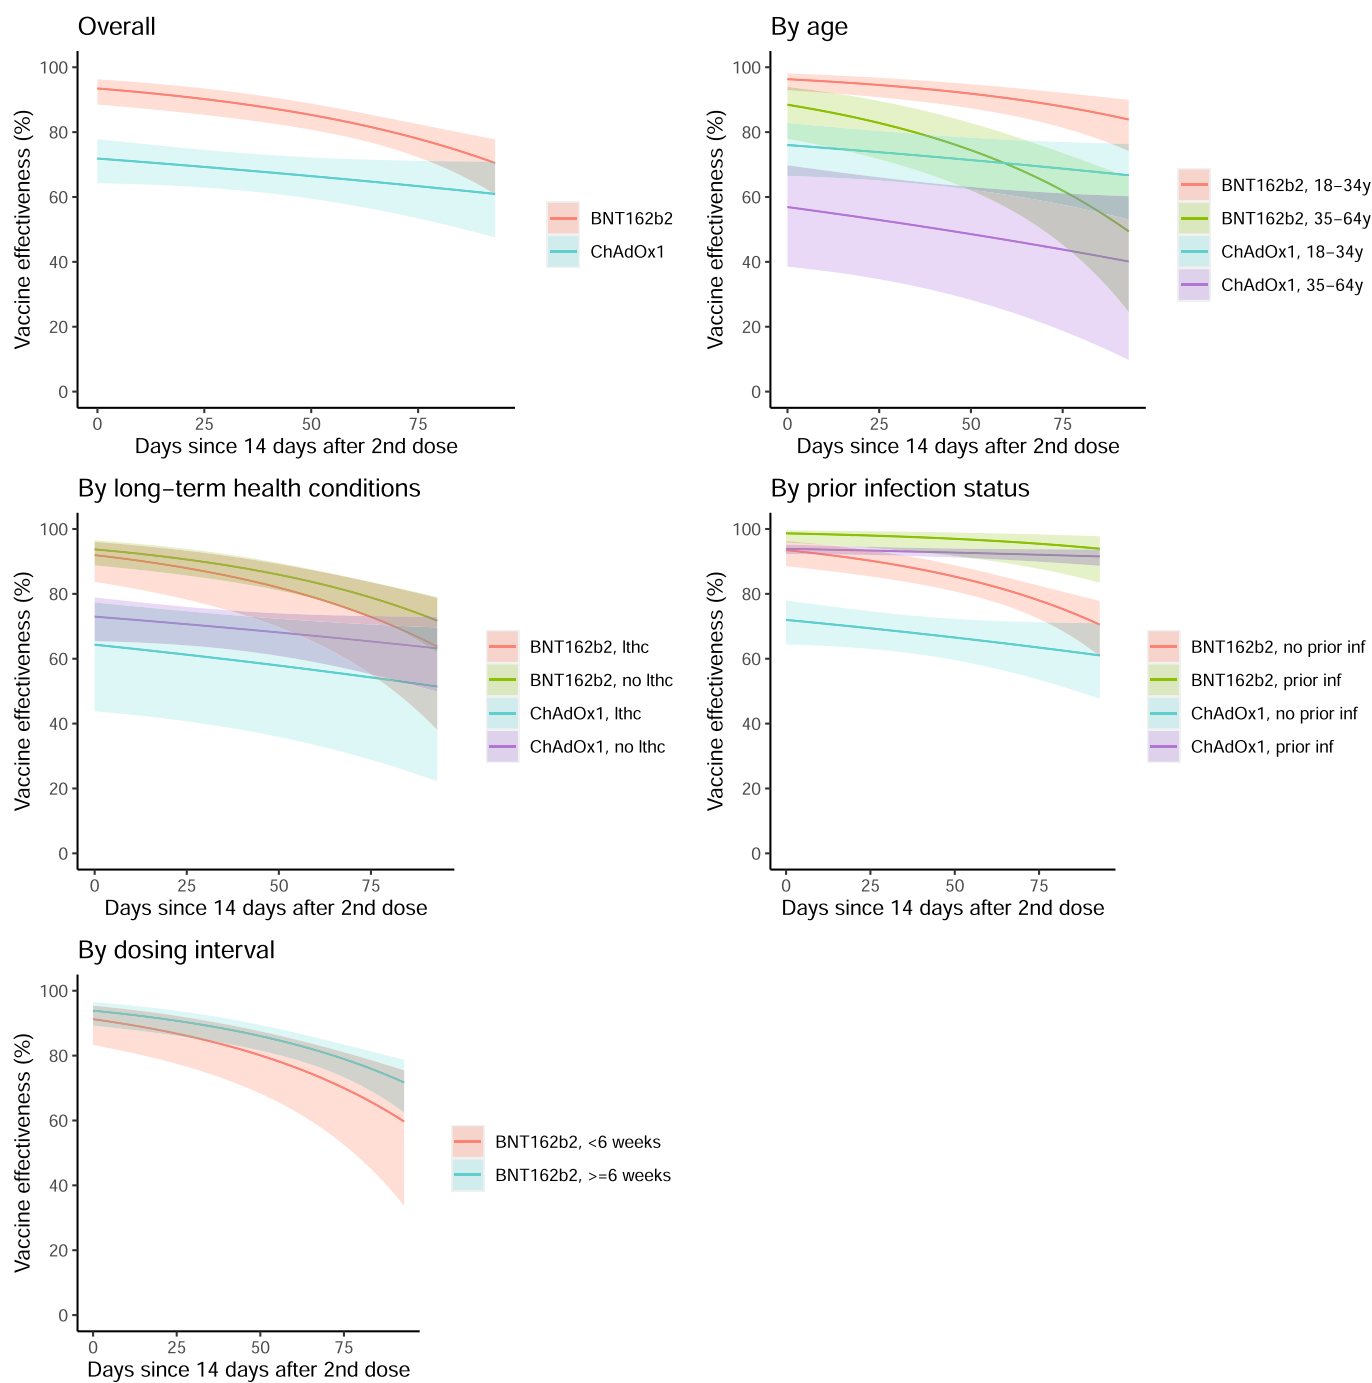 Overall
Vaccine effectiveness (%)
100
80
60
40
20
0
0 25 50 75
Days since 14 days after 2nd dose
BNT162b2
ChAdOx1
By age
Vaccine effectiveness (%)
100
80
60
40
20
0
0 25 50 75
Days since 14 days after 2nd dose
BNT162b2, 18−34y
BNT162b2, 35−64y
ChAdOx1, 18−34y
ChAdOx1, 35−64y
By long−term health conditions
Vaccine effectiveness (%)
100
80
60
40
20
0
0 25 50 75
Days since 14 days after 2nd dose
BNT162b2, lthc
BNT162b2, no lthc
ChAdOx1, lthc
ChAdOx1, no lthc
By prior infection status
Vaccine effectiveness (%)
100
80
60
40
20
0
0 25 50 75
Days since 14 days after 2nd dose
BNT162b2, no prior inf
BNT162b2, prior inf
ChAdOx1, no prior inf
ChAdOx1, prior inf
By dosing interval
Vaccine effectiveness (%)
100
80
60
40
20
0
0 25 50 75
Days since 14 days after 2nd dose
BNT162b2, <6 weeks
BNT162b2, >=6 weeks